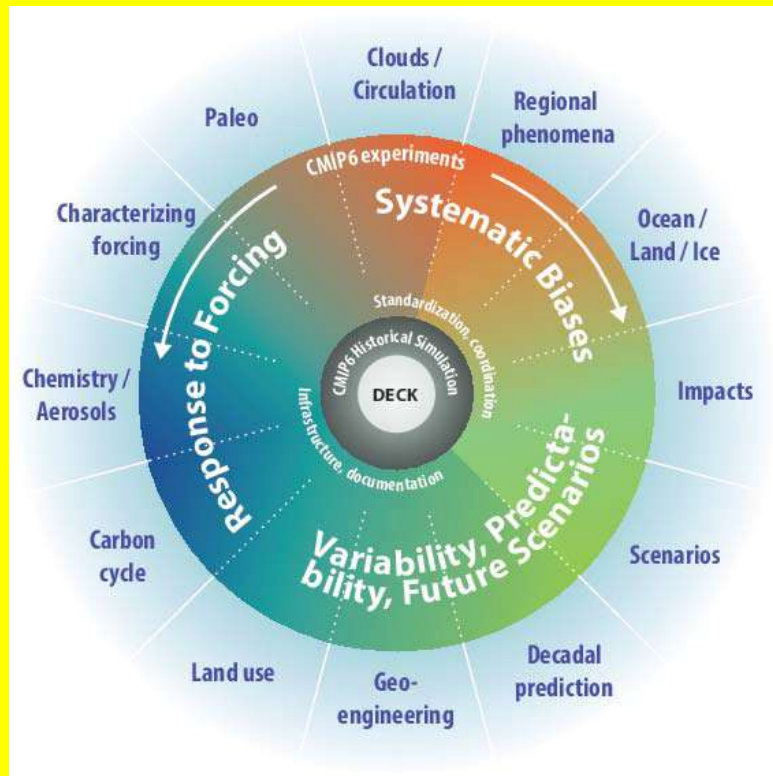 Clouds /
Circulation
Regional
phenomena
Ocean /
Land / Ice
Impacts
Scenarios
Decadal
prediction
Geo-
engineering
Land use
Carbon
cycle
Chemistry /
Aerosols
Characterizing
forcing
Paleo
CMIP6 experiments
Systematic Biases
Response to Forcing
Variability, Predicta-
bility, Future Scenarios
Standardization, coordination
Infrastructure, documentation
CMIP6 Historical Simulation
DECK